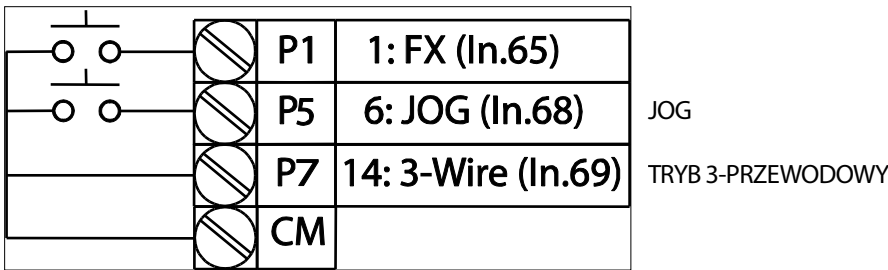 P1 1: FX (In.65)
P5 6: JOG (In.68) JOG
P7 14: 3-Wire (In.69) TRYB 3-PRZEWODOWY
CM